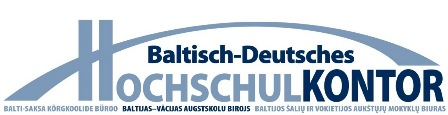 Baltisch-Deutsches
HOCHSCHULKONTOR
BALTI-SAKSA KÕRGKOOLIDE BÜROO BALTIJAS–VĀCIJAS AUGSTSKOLU BIROJS BALTIJOS ŠALIŲ IR VOKIETIJOS AUKŠTŲJŲ MOKYKLŲ BIURAS